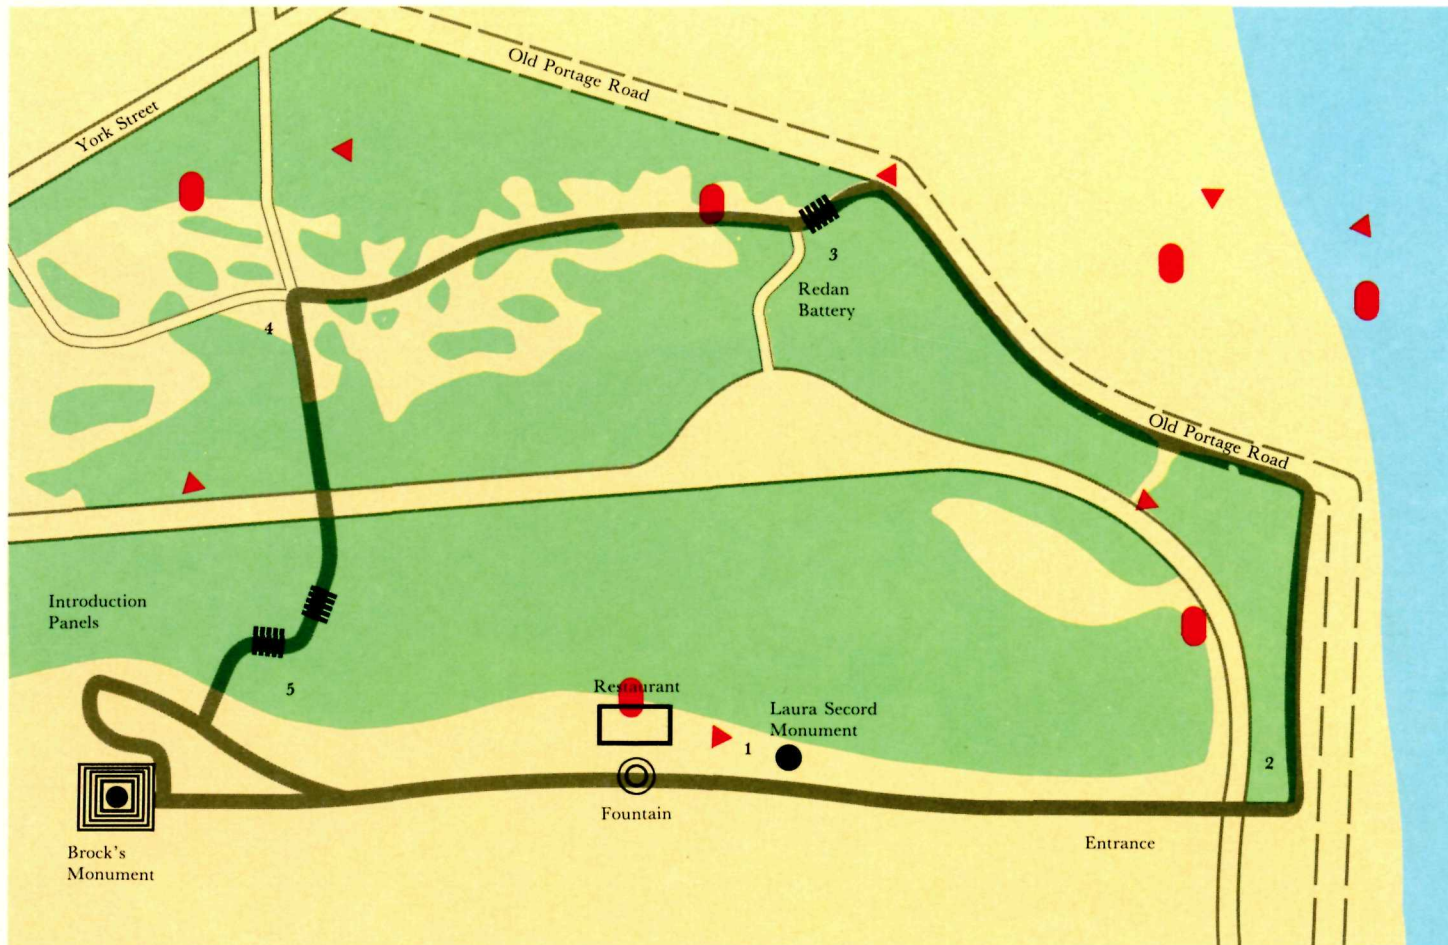 Old Portage Road
York Street
3
Redan
Battery
4
Old Portage Road
Introduction
Panels
5
Restaurant
Laura Secord
Monument
1
2
Fountain
Entrance
Brock's
Monument